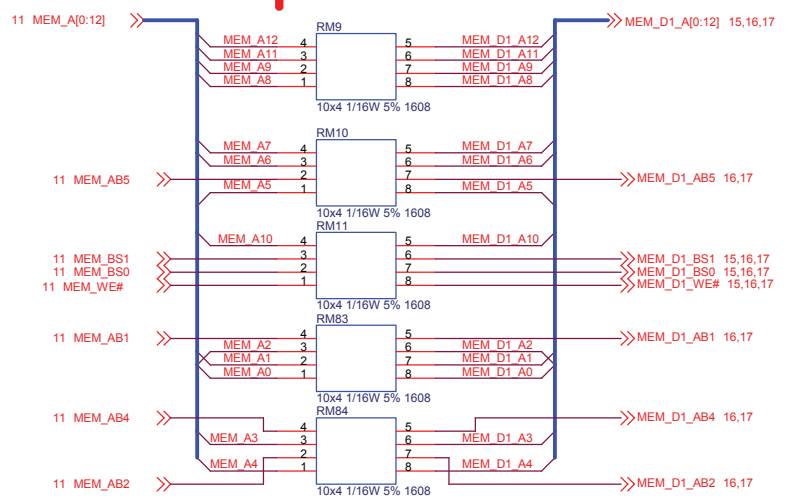 11 MEM_A[0:12] MEM_D1_A[0:12] 15,16,17
RM9
MEM_A12 4 5 MEM_D1_A12
MEM_A11 3 6 MEM_D1_A11
MEM_A9 2 7 MEM_D1_A9
MEM_A8 1 8 MEM_D1_A8
10x4 1/16W 5% 1608
RM10
MEM_A7 4 5 MEM_D1_A7
MEM_A6 3 6 MEM_D1_A6
11 MEM_AB5 2 7 MEM_D1_AB5 16,17
MEM_A5 1 8 MEM_D1_A5
10x4 1/16W 5% 1608
RM11
MEM_A10 4 5 MEM_D1_A10
11 MEM_BS1 3 6 MEM_D1_BS1 15,16,17
11 MEM_BS0 2 7 MEM_D1_BS0 15,16,17
11 MEM_WE# 1 8 MEM_D1_WE# 15,16,17
10x4 1/16W 5% 1608
RM83
11 MEM_AB1 4 5 MEM_D1_AB1 16,17
MEM_A2 3 6 MEM_D1_A2
MEM_A1 2 7 MEM_D1_A1
MEM_A0 1 8 MEM_D1_A0
10x4 1/16W 5% 1608
RM84
11 MEM_AB4 4 5 MEM_D1_AB4 16,17
MEM_A3 3 6 MEM_D1_A3
2 7
MEM_A4 1 8 MEM_D1_A4
11 MEM_AB2 MEM_D1_AB2 16,17
10x4 1/16W 5% 1608